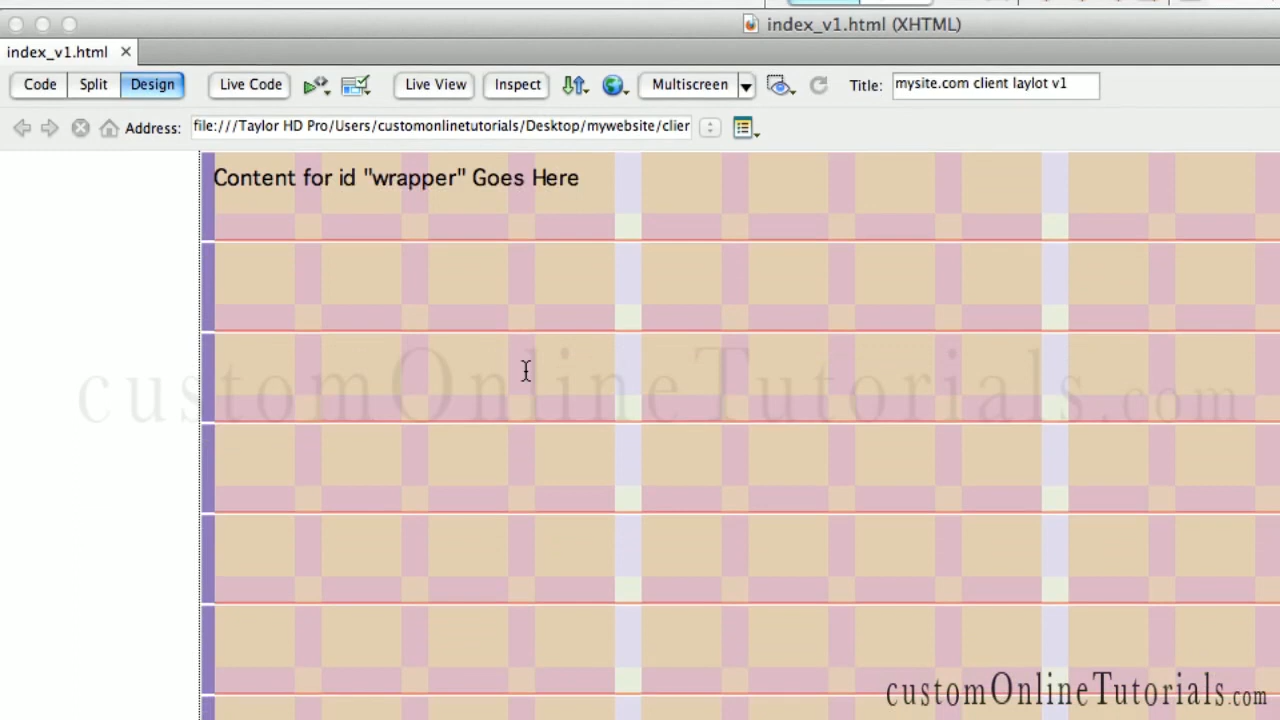 index_v1.html (XHTML)
index_v1.html
Code Split Design Live Code Live View Inspect Multiscreen Title: mysite.com client laylot v1
Address: file:///Taylor HD Pro/Users/customonlinetutorials/Desktop/mywebsite/clier
Content for id "wrapper" Goes Here
customOnlineTutorials.com
customOnlineTutorials.com